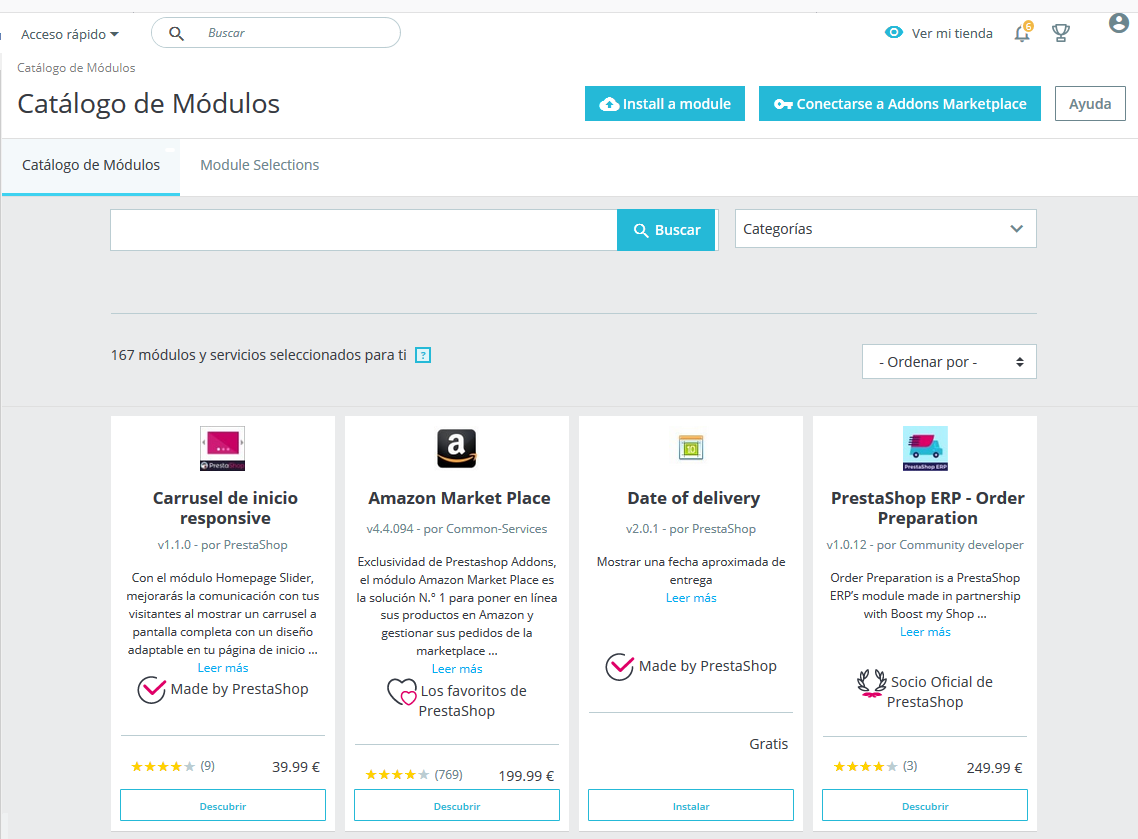 Acceso rápido
Buscar
Ver mi tienda
6
Catálogo de Módulos
Catálogo de Módulos
Install a module
Conectarse a Addons Marketplace
Ayuda
Catálogo de Módulos
Module Selections
Buscar
Categorías
167 módulos y servicios seleccionados para ti ?
- Ordenar por -
PrestaShop
Carrusel de inicio
responsive
v1.1.0 - por PrestaShop
Con el módulo Homepage Slider,
mejorarás la comunicación con tus
visitantes al mostrar un carrusel a
pantalla completa con un diseño
adaptable en tu página de inicio ...
Leer más
Made by PrestaShop
(9)
39.99 €
Descubrir
a
Amazon Market Place
v4.4.094 - por Common-Services
Exclusividad de Prestashop Addons,
el módulo Amazon Market Place es
la solución N.º 1 para poner en línea
sus productos en Amazon y
gestionar sus pedidos de la
marketplace ...
Leer más
Los favoritos de
PrestaShop
(769)
199.99 €
Descubrir
10
Date of delivery
v2.0.1 - por PrestaShop
Mostrar una fecha aproximada de
entrega
Leer más
Made by PrestaShop
Gratis
Instalar
PrestaShop ERP
PrestaShop ERP - Order
Preparation
v1.0.12 - por Community developer
Order Preparation is a PrestaShop
ERP's module made in partnership
with Boost my Shop ...
Leer más
Socio Oficial de
PrestaShop
(3)
249.99 €
Descubrir